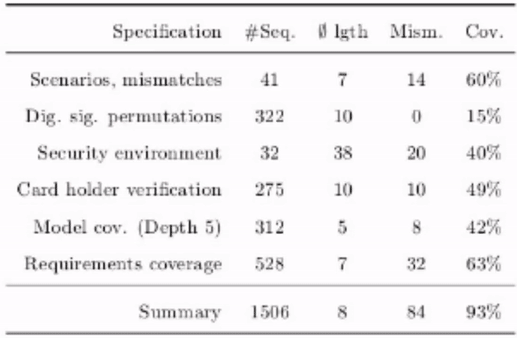 Specification #Seq. Ø lgth Mism. Cov.
Scenarios, mismatches 41 7 14 60%
Dig. sig. permutations 322 10 0 15%
Security environment 32 38 20 40%
Card holder verification 275 10 10 49%
Model cov. (Depth 5) 312 5 8 42%
Requirements coverage 528 7 32 63%
Summary 1506 8 84 93%